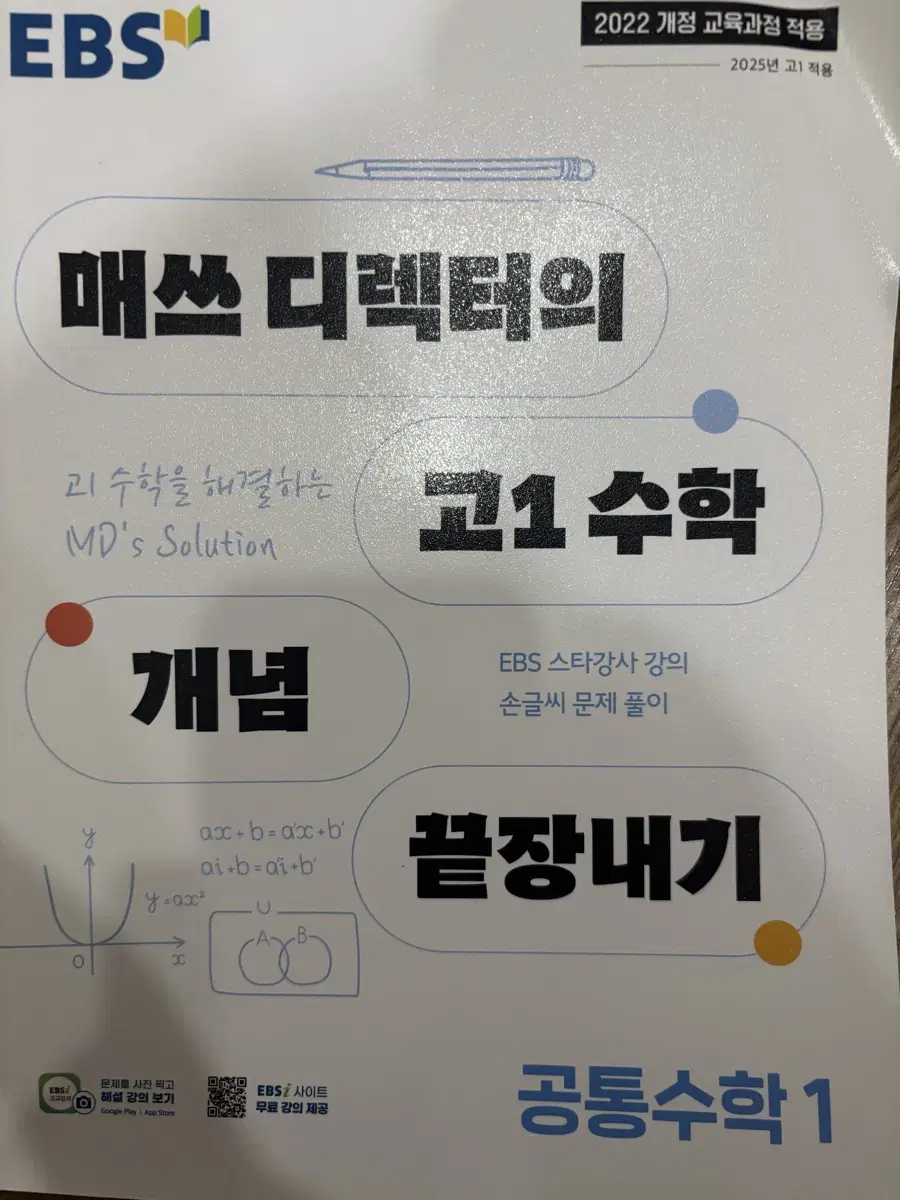 EBS
2022 개정 교육과정 적용
2025년 고1 적용
매쓰 디렉터의
고1 수학을 해결하는
MD's Solution
고1 수학
개념
EBS 스타강사 강의
손글씨 문제 풀이
끝장내기
ax+b=a'x+b'
ai+b=a'i+b'
y
y=ax²
O
x
U
A
B
EBSi
문제를 사진 찍고
해설 강의 보기
Google Play | App Store
EBSi 사이트
무료 강의 제공
공통수학 1